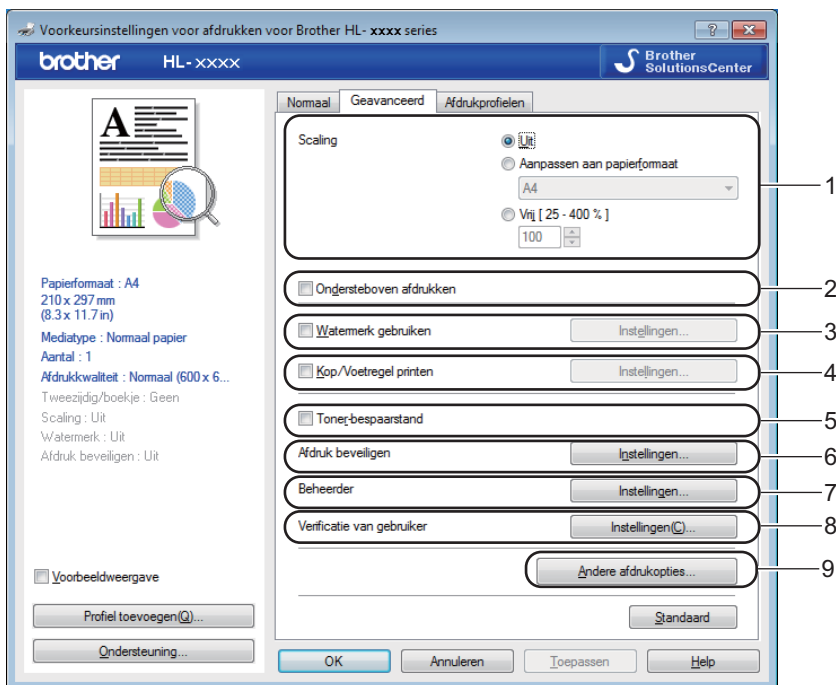 Voorkeursinstellingen voor afdrukken voor Brother HL- xxxx series
brother HL-xxxx
Brother
SolutionsCenter
Normaal Geavanceerd Afdrukprofielen
A
Scaling
Uit
Aanpassen aan papierformaat
A4
Vrij [ 25 - 400 % ]
100
1
Ondersteboven afdrukken
2
Watermerk gebruiken Instellingen...
3
Kop/Voetregel printen Instellingen...
4
Toner-bespaarstand
5
Afdruk beveiligen Instellingen...
6
Beheerder Instellingen...
7
Verificatie van gebruiker Instellingen(C)...
8
Andere afdrukopties...
9
Standaard
Papierformaat : A4
210 x 297 mm
(8.3 x 11.7 in)
Mediatype : Normaal papier
Aantal : 1
Afdrukkwaliteit : Normaal (600 x 6...
Tweezijdig/boekje : Geen
Scaling : Uit
Watermerk : Uit
Afdruk beveiligen : Uit
Voorbeeldweergave
Profiel toevoegen(Q)...
Ondersteuning...
OK Annuleren Toepassen Help